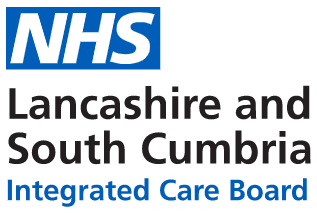 NHS
Lancashire and
South Cumbria
Integrated Care Board